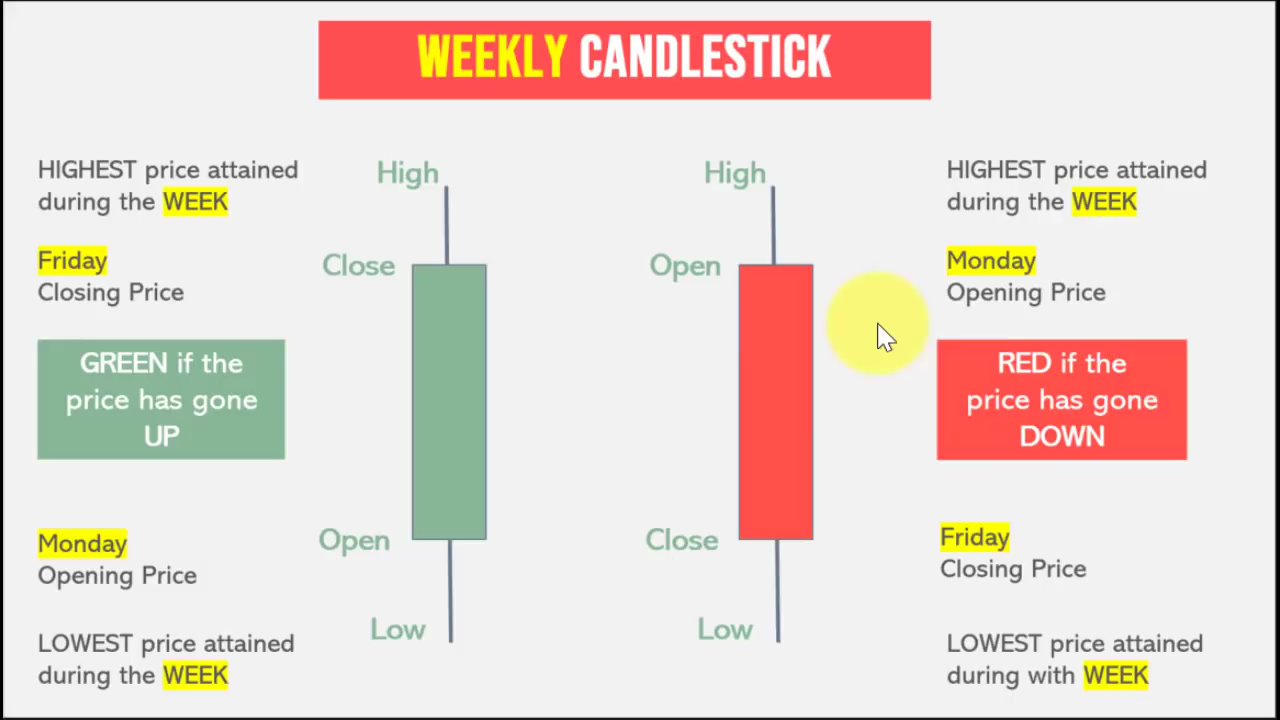 WEEKLY CANDLESTICK
HIGHEST price attained
during the WEEK
Friday
Closing Price
GREEN if the
price has gone
UP
Monday
Opening Price
LOWEST price attained
during the WEEK
High
Close
Open
Low
High
Open
Close
Low
HIGHEST price attained
during the WEEK
Monday
Opening Price
RED if the
price has gone
DOWN
Friday
Closing Price
LOWEST price attained
during with WEEK